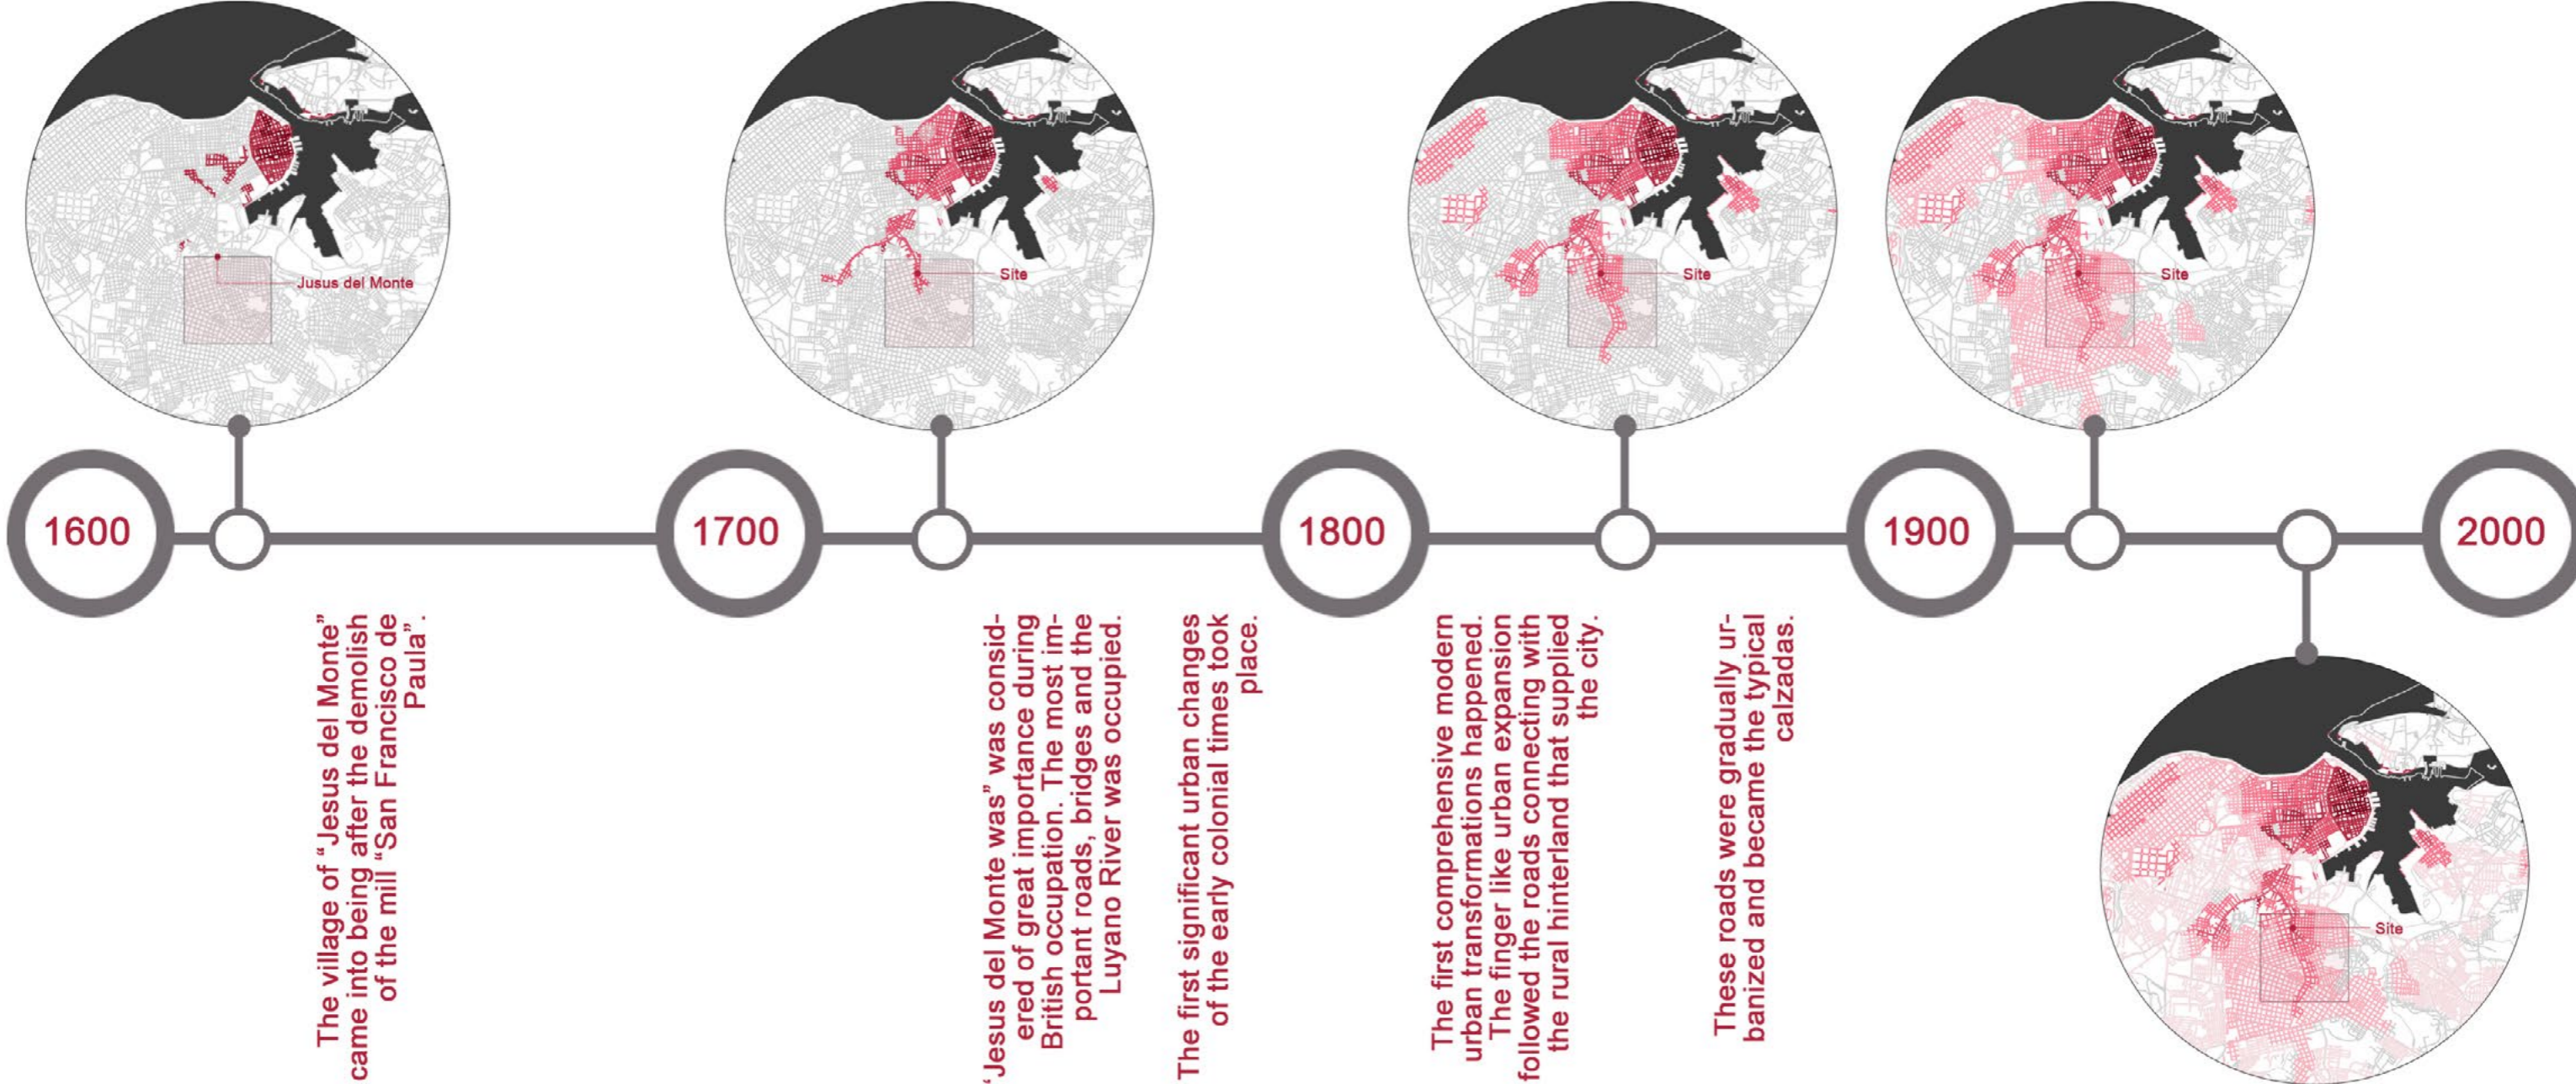 Jusus del Monte
Site
Site
Site
1600
1700
1800
1900
2000
The village of “Jesus del Monte”
came into being after the demolish
of the mill “San Francisco de
Paula”.
‘Jesus del Monte was” was consid-
ered of great importance during
British occupation. The most im-
portant roads, bridges and the
Luyano River was occupied.
The first significant urban changes
of the early colonial times took
place.
The first comprehensive modern
urban transformations happened.
The finger like urban expansion
followed the roads connecting with
the rural hinterland that supplied
the city.
These roads were gradually ur-
banized and became the typical
calzadas.
Site